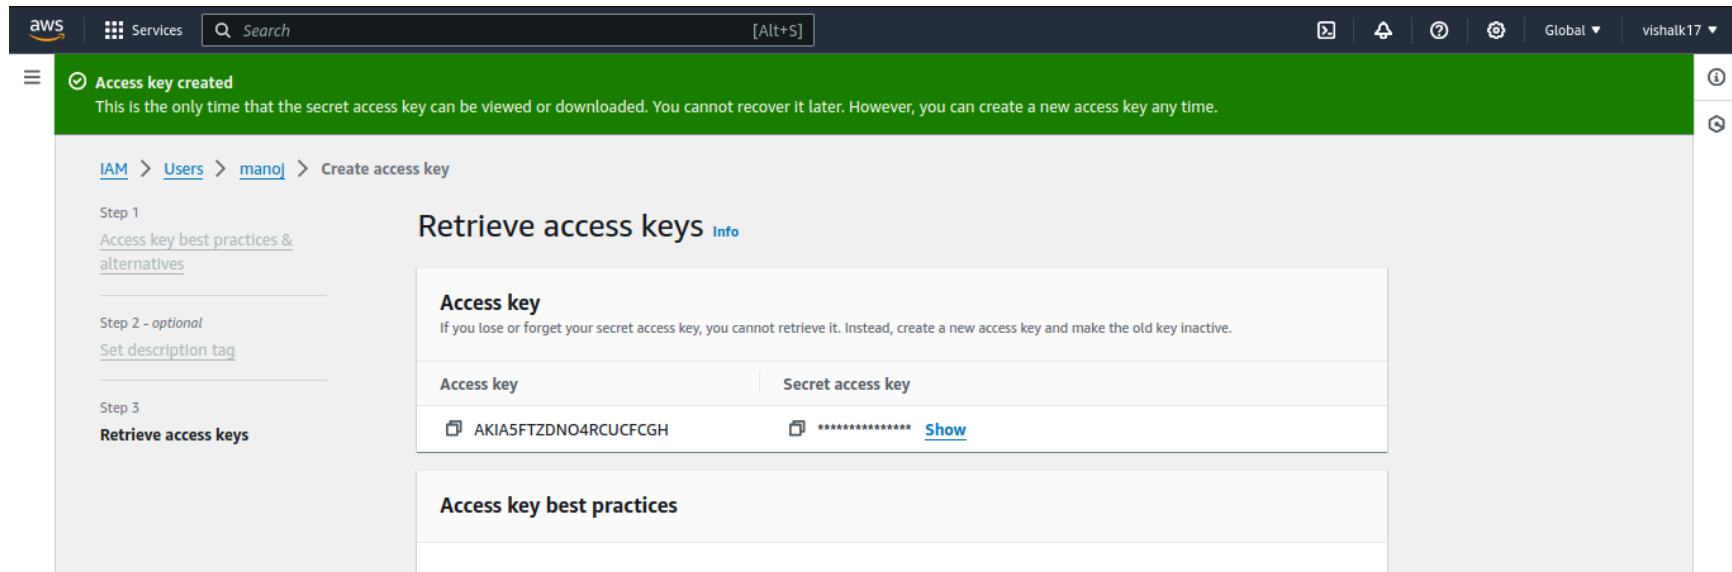 aws
Services
Search
[Alt+S]
Global
vishalk17
Access key created
This is the only time that the secret access key can be viewed or downloaded. You cannot recover it later. However, you can create a new access key any time.
IAM > Users > manoj > Create access key
Step 1
Access key best practices &
alternatives
Step 2 - optional
Set description tag
Step 3
Retrieve access keys
Retrieve access keys Info
Access key
If you lose or forget your secret access key, you cannot retrieve it. Instead, create a new access key and make the old key inactive.
Access key
Secret access key
AKIA5FTZDNO4RCUCFCGH
*************** Show
Access key best practices